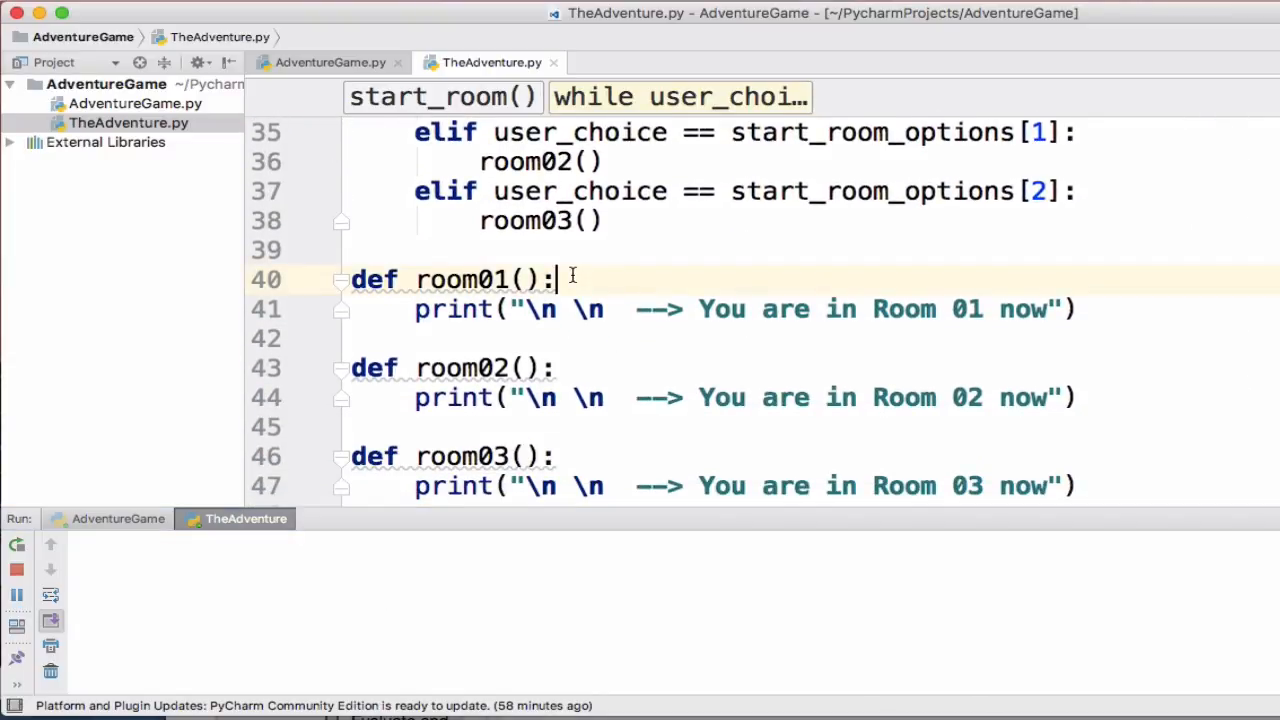 TheAdventure.py - AdventureGame - [~/PycharmProjects/AdventureGame]
AdventureGame TheAdventure.py
Project AdventureGame.py TheAdventure.py
AdventureGame ~/Pycharm
AdventureGame.py
TheAdventure.py
External Libraries
start_room() while user_choi...
35 elif user_choice == start_room_options[1]:
36 room02()
37 elif user_choice == start_room_options[2]:
38 room03()
39
40 def room01():
41 print("\n \n --> You are in Room 01 now")
42
43 def room02():
44 print("\n \n --> You are in Room 02 now")
45
46 def room03():
47 print("\n \n --> You are in Room 03 now")
Run: AdventureGame TheAdventure
Platform and Plugin Updates: PyCharm Community Edition is ready to update. (58 minutes ago)